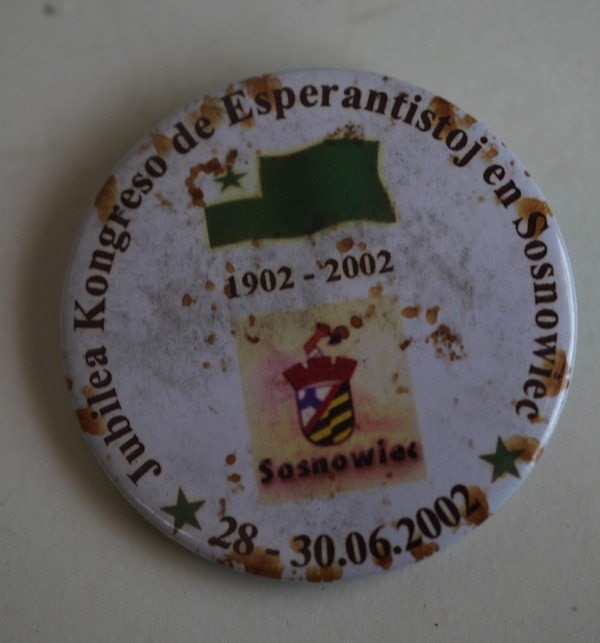 Jubilea Kongreso de Esperantistoj en Sosnowiec
1902 - 2002
Sosnowiec
28 - 30.06.2002